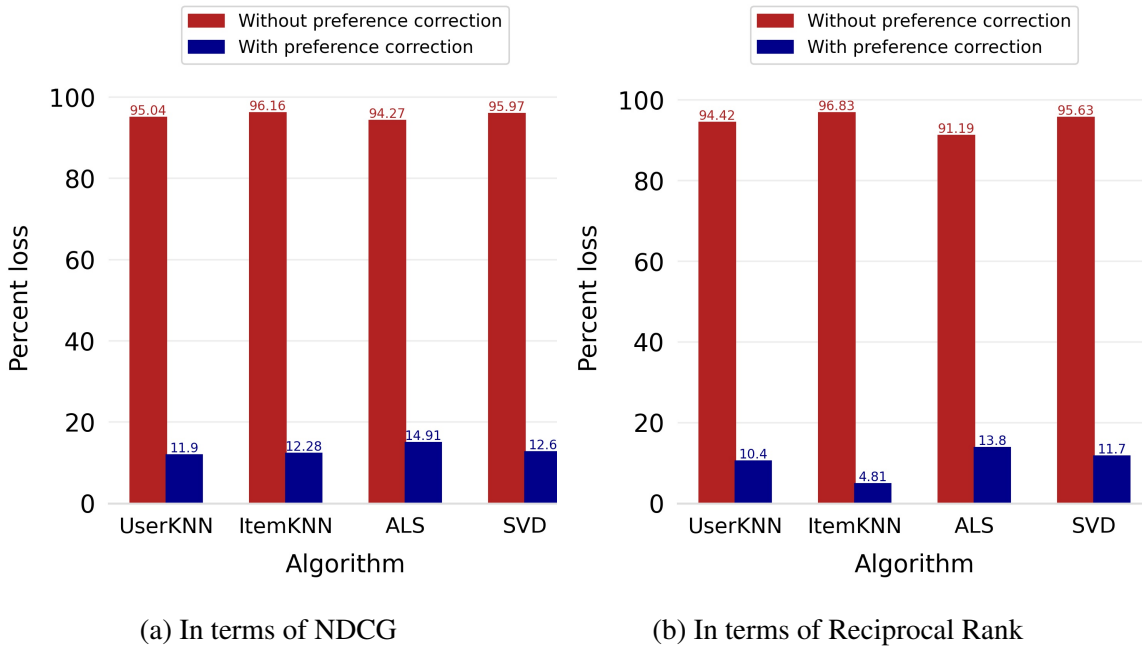 Without preference correction
With preference correction
100
80
60
40
20
0
Percent loss
95.04
96.16
94.27
95.97
11.9
12.28
14.91
12.6
UserKNN ItemKNN ALS SVD
Algorithm
(a) In terms of NDCG
Without preference correction
With preference correction
100
80
60
40
20
0
Percent loss
94.42
96.83
91.19
95.63
10.4
4.81
13.8
11.7
UserKNN ItemKNN ALS SVD
Algorithm
(b) In terms of Reciprocal Rank